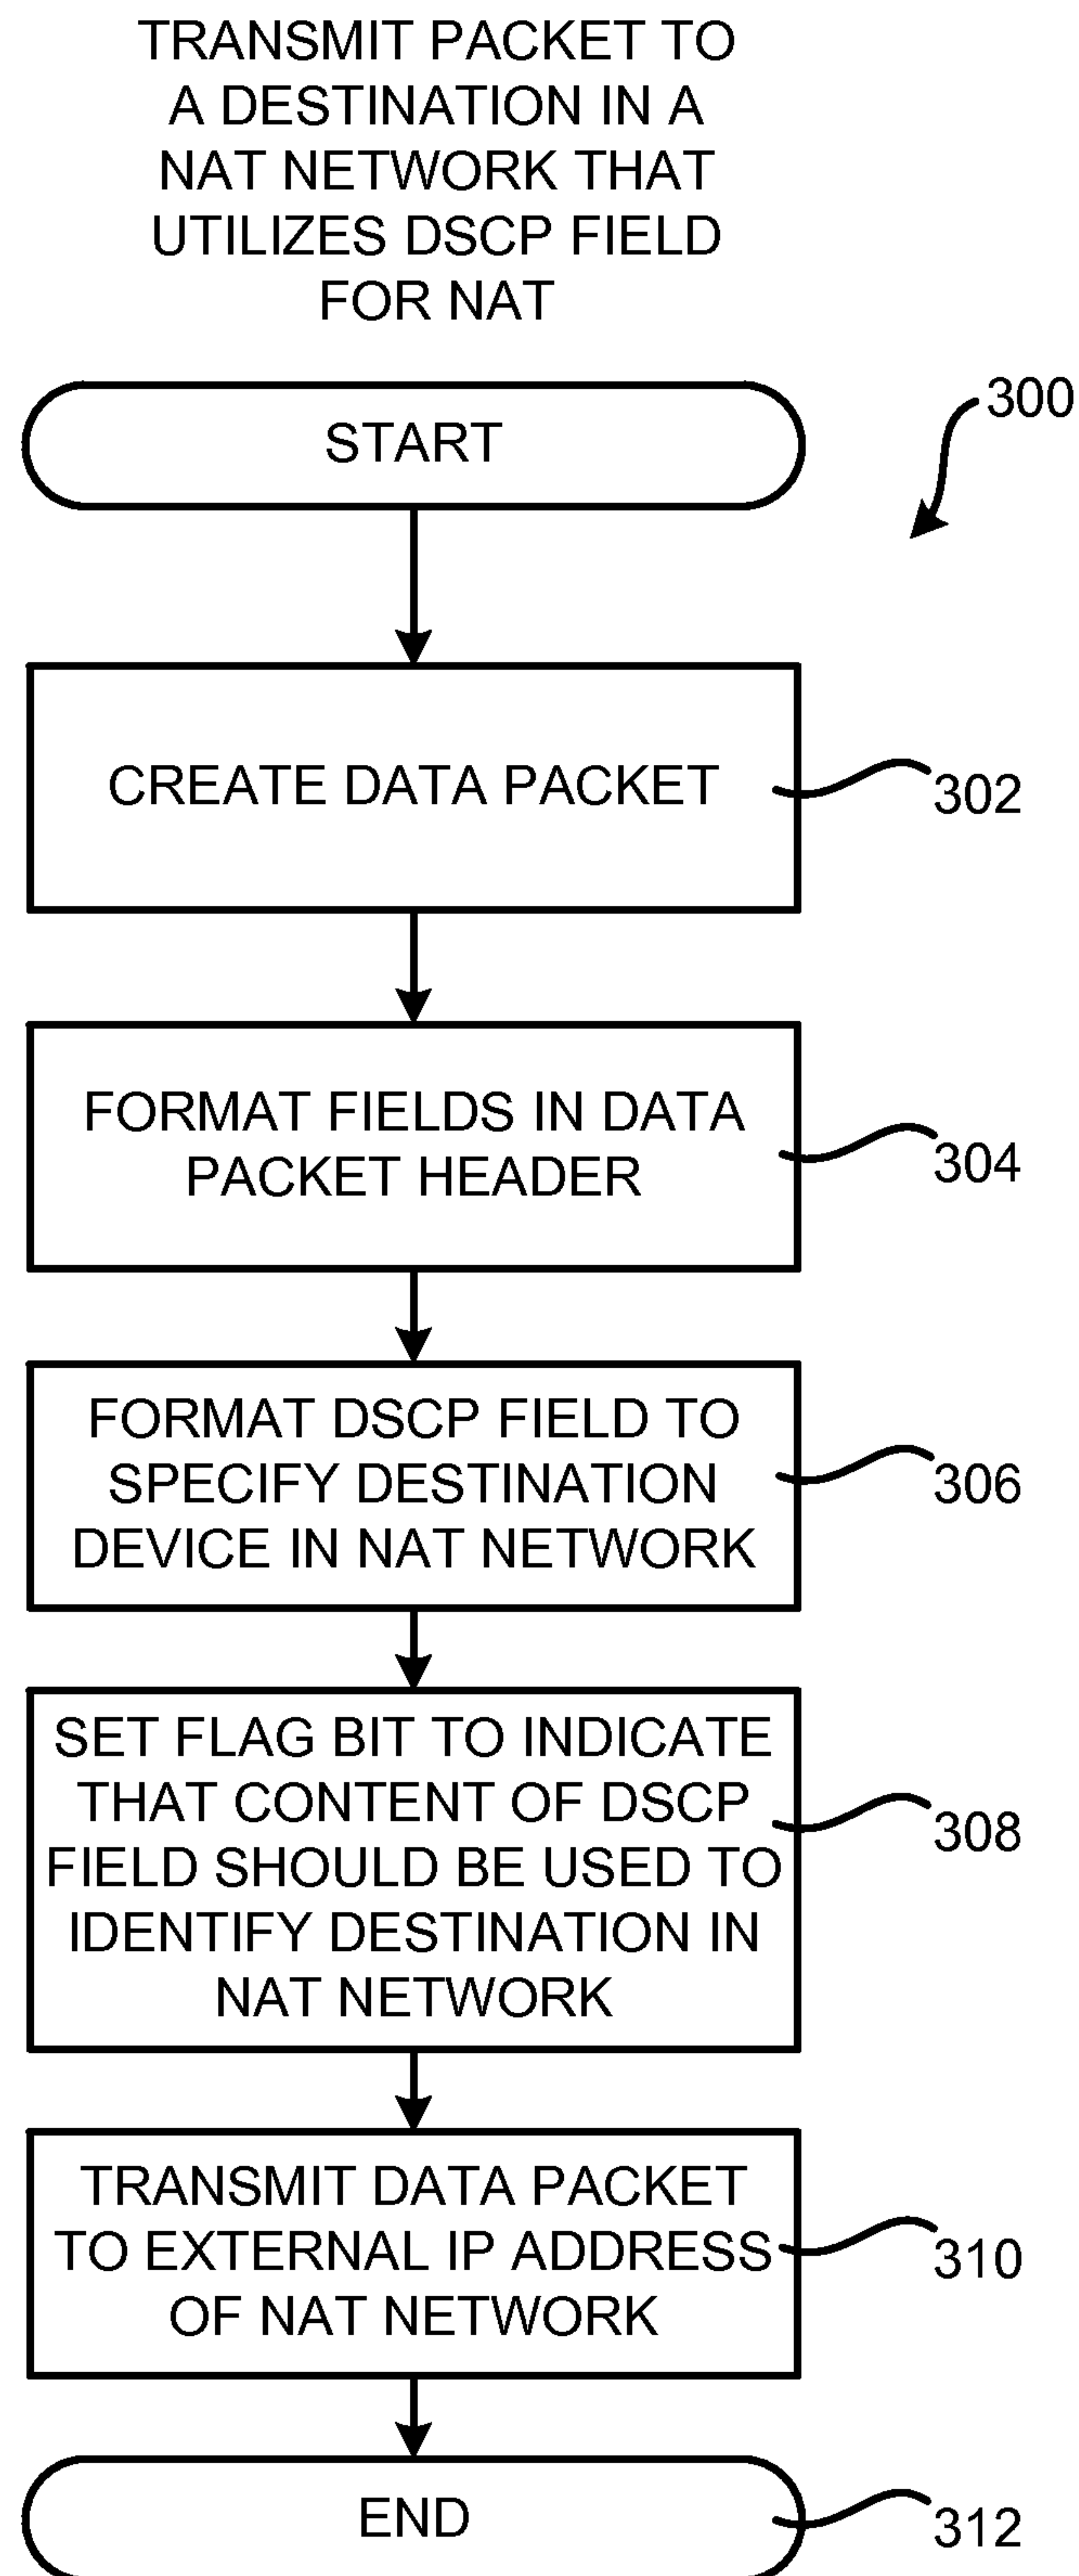 TRANSMIT PACKET TO
A DESTINATION IN A
NAT NETWORK THAT
UTILIZES DSCP FIELD
FOR NAT
START
300
CREATE DATA PACKET
302
FORMAT FIELDS IN DATA
PACKET HEADER
304
FORMAT DSCP FIELD TO
SPECIFY DESTINATION
DEVICE IN NAT NETWORK
306
SET FLAG BIT TO INDICATE
THAT CONTENT OF DSCP
FIELD SHOULD BE USED TO
IDENTIFY DESTINATION IN
NAT NETWORK
308
TRANSMIT DATA PACKET
TO EXTERNAL IP ADDRESS
OF NAT NETWORK
310
END
312